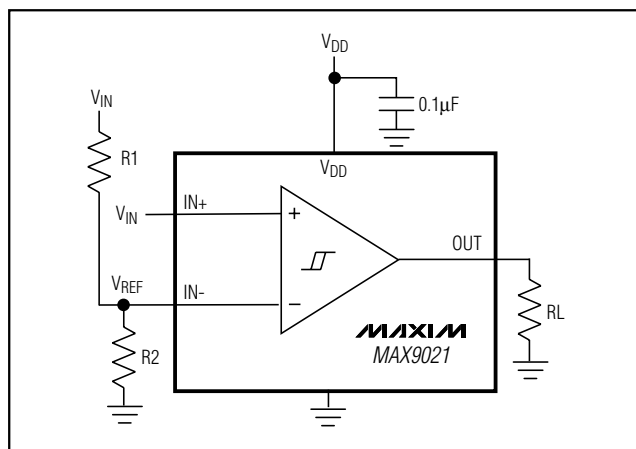 VDD
VIN
0.1μF
R1
VDD
VIN
IN+
+
OUT
VREF
IN-
−
RL
MAXIM
MAX9021
R2